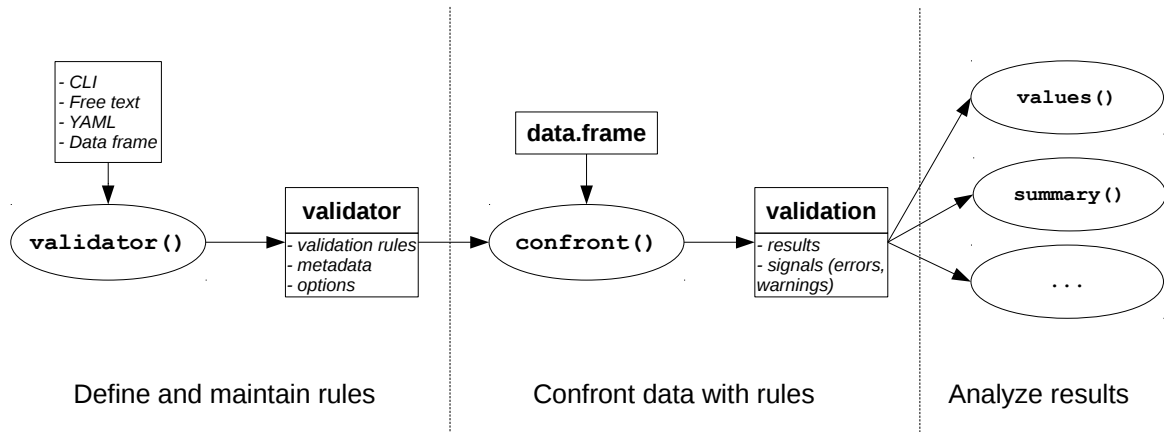 - CLI
- Free text
- YAML
- Data frame
validator()
validator
- validation rules
- metadata
- options
Define and maintain rules
data.frame
confront()
validation
- results
- signals (errors,
warnings)
Confront data with rules
values()
summary()
...
Analyze results